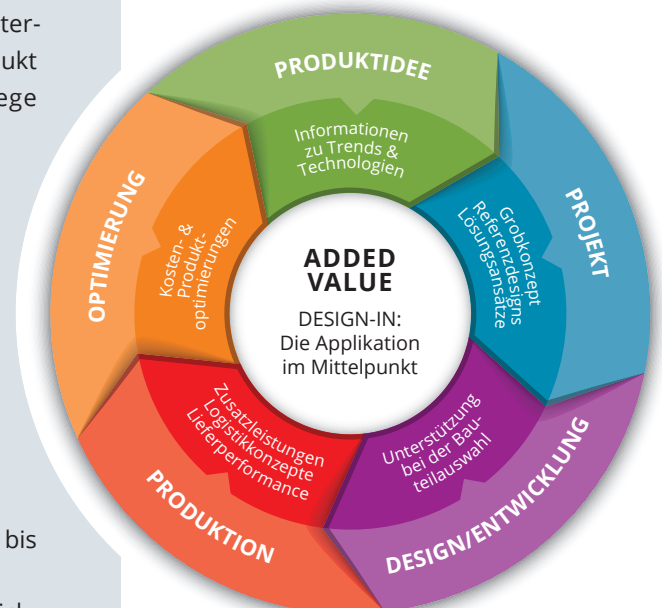 ter-
ukt
ege
bis
PRODUKTIDEE
Informationen
zu Trends &
Technologien
PROJEKT
Grobkonzept
Referenzdesigns
Lösungsansätze
DESIGN/ENTWICKLUNG
Unterstützung
bei der Bau-
teilauswahl
PRODUKTION
Zusatzleistungen
Logistikkonzepte
Lieferperformance
OPTIMIERUNG
Kosten- &
Produkt-
optimierungen
ADDED
VALUE
DESIGN-IN:
Die Applikation
im Mittelpunkt